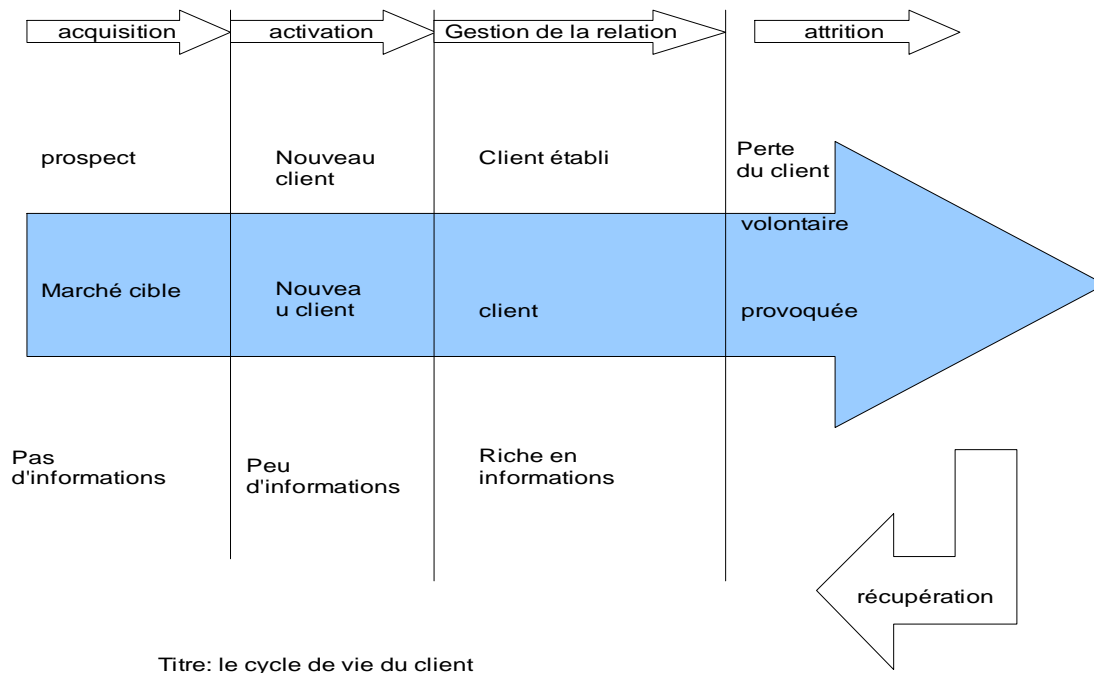 acquisition
activation
Gestion de la relation
attrition
prospect
Nouveau
client
Client établi
Perte
du client
volontaire
Marché cible
Nouvea
u client
client
provoquée
Pas
d'informations
Peu
d'informations
Riche en
informations
récupération
Titre: le cycle de vie du client